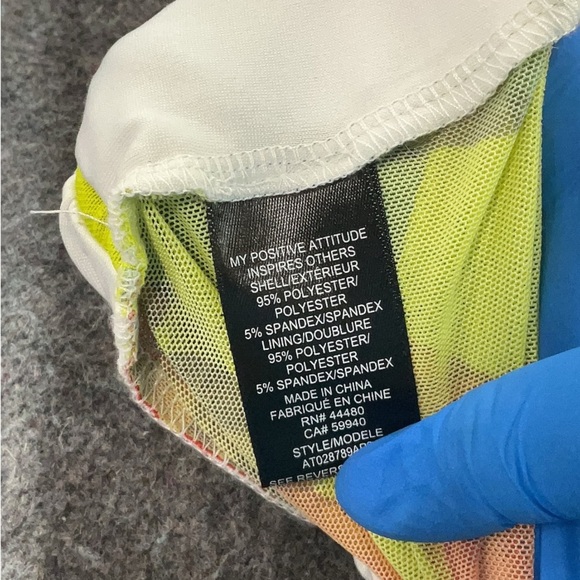 MY POSITIVE ATTITUDE
INSPIRES OTHERS
SHELL/EXTÉRIEUR
95% POLYESTER/
POLYESTER
5% SPANDEX/SPANDEX
LINING/DOUBLURE
95% POLYESTER/
POLYESTER
5% SPANDEX/SPANDEX
MADE IN CHINA
FABRIQUÉ EN CHINE
RN# 44480
CA# 59940
STYLE/MODELE
SEE